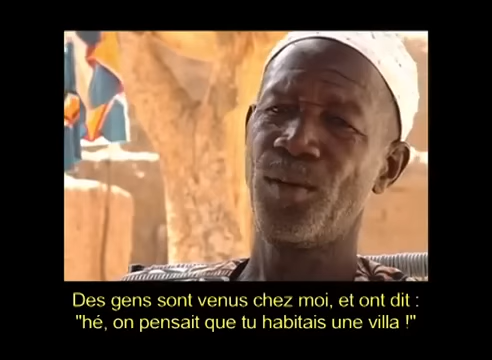 Des gens sont venus chez moi, et ont dit :
"hé, on pensait que tu habitais une villa !"